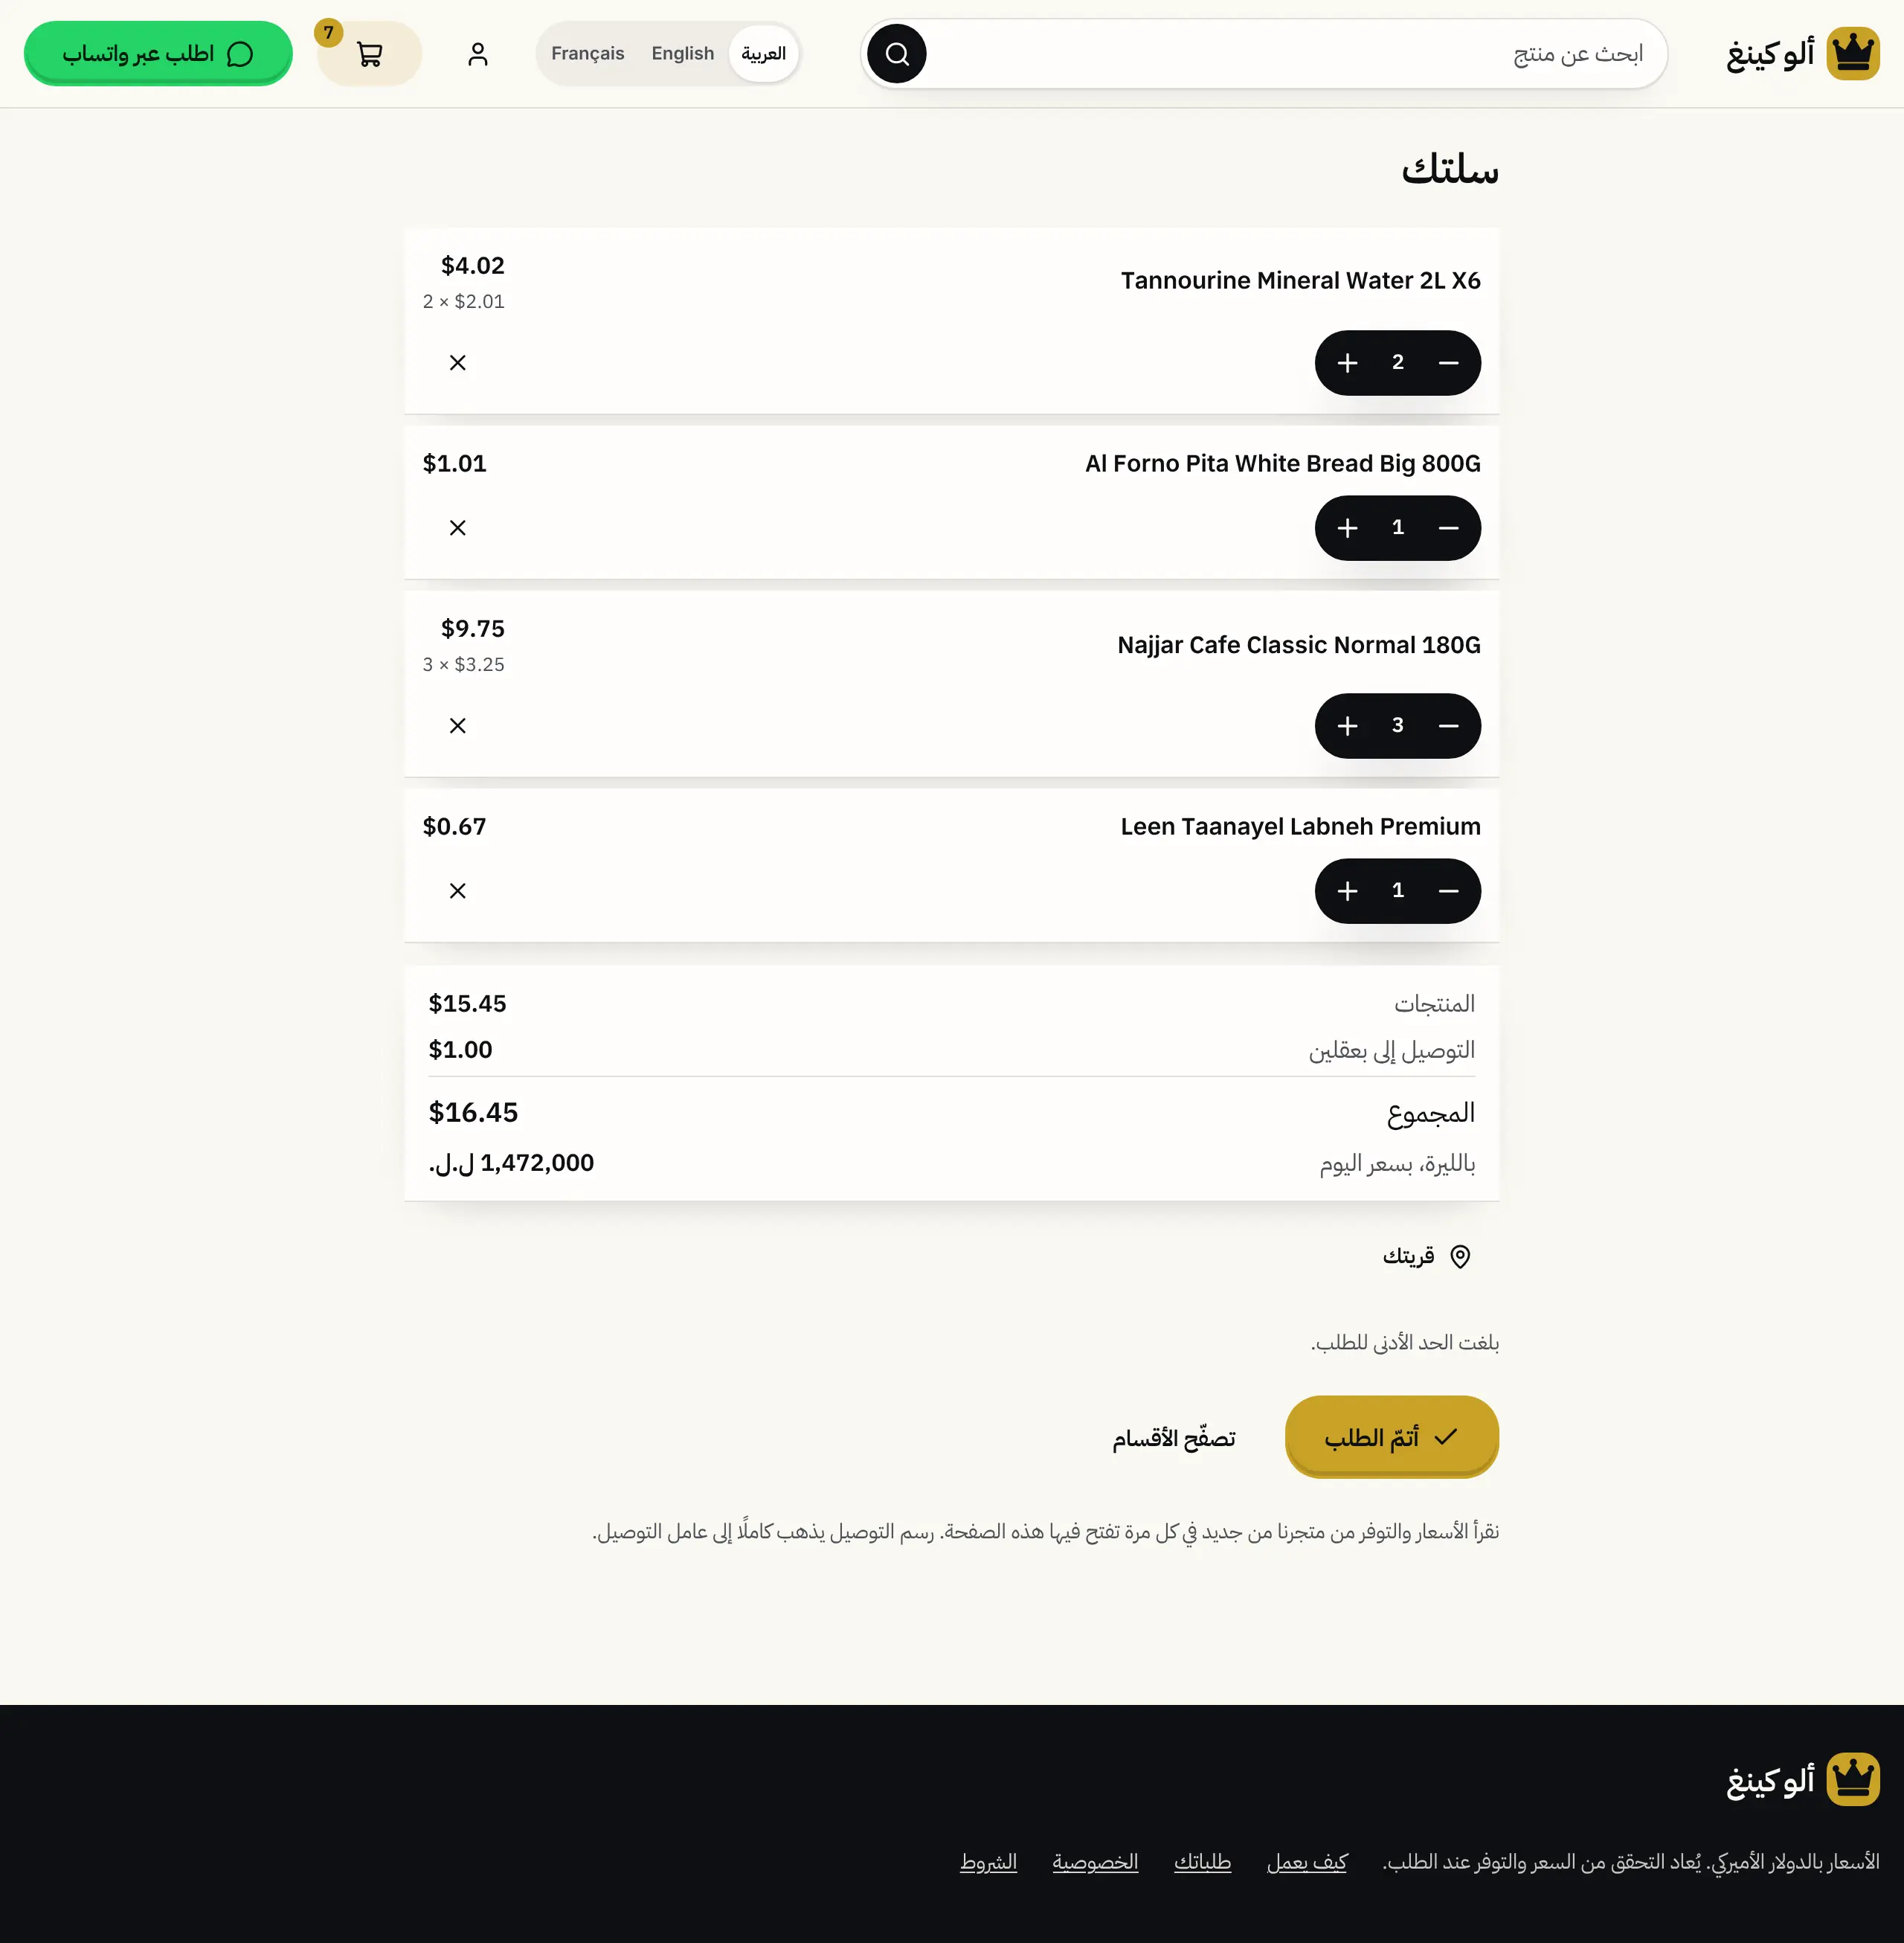 ألو كينغ
ابحث عن منتج
العربية English Français
7
اطلب عبر واتساب
سلتك
Tannourine Mineral Water 2L X6
$4.02
2 × $2.01
2
Al Forno Pita White Bread Big 800G
$1.01
1
Najjar Cafe Classic Normal 180G
$9.75
3 × $3.25
3
Leen Taanayel Labneh Premium
$0.67
1
المنتجات $15.45
التوصيل إلى بعقلين $1.00
المجموع $16.45
بالليرة، بسعر اليوم 1,472,000 ل.ل.
قريتك
بلغت الحد الأدنى للطلب.
أتمّ الطلب
تصفّح الأقسام
نقرأ الأسعار والتوفر من متجرنا من جديد في كل مرة تفتح فيها هذه الصفحة. رسم التوصيل يذهب كاملًا إلى عامل التوصيل.
ألو كينغ
الأسعار بالدولار الأميركي. يُعاد التحقق من السعر والتوفر عند الطلب. كيف يعمل طلباتك الخصوصية الشروط